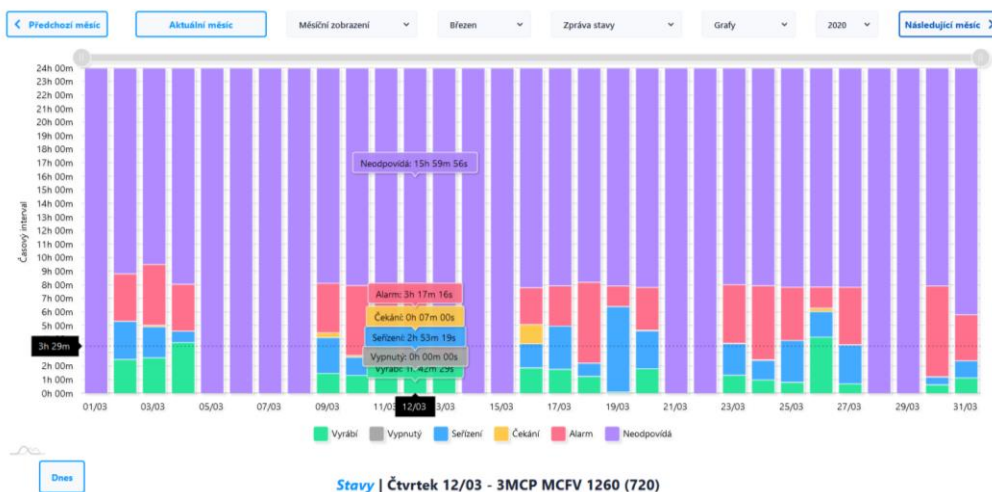 Předchozí měsíc
Aktuální měsíc
Měsíční zobrazení
Březen
Zpráva stavy
Grafy
2020
Následující měsíc
Časový interval
24h 00m
23h 00m
22h 00m
21h 00m
20h 00m
19h 00m
18h 00m
17h 00m
16h 00m
15h 00m
14h 00m
13h 00m
12h 00m
11h 00m
10h 00m
9h 00m
8h 00m
7h 00m
6h 00m
5h 00m
3h 29m
2h 00m
1h 00m
0h 00m
Neodpovídá: 15h 59m 56s
Alarm: 3h 17m 16s
Čekání: 0h 07m 00s
Seřízení: 2h 53m 19s
Vypnutý: 0h 00m 00s
Vyrábí: 1h 42m 29s
01/03 03/03 05/03 07/03 09/03 11/03 12/03 13/03 15/03 17/03 19/03 21/03 23/03 25/03 27/03 29/03 31/03
Vyrábí Vypnutý Seřízení Čekání Alarm Neodpovídá
Dnes
Stavy | Čtvrtek 12/03 - 3MCP MCFV 1260 (720)